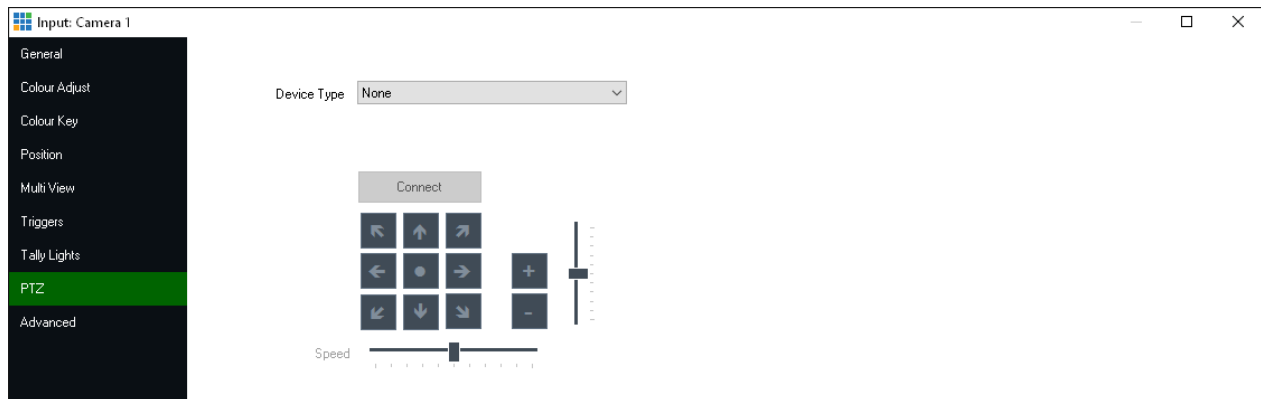 Input: Camera 1
General
Colour Adjust
Colour Key
Position
Multi View
Triggers
Tally Lights
PTZ
Advanced
Device Type None
Connect
+
-
Speed